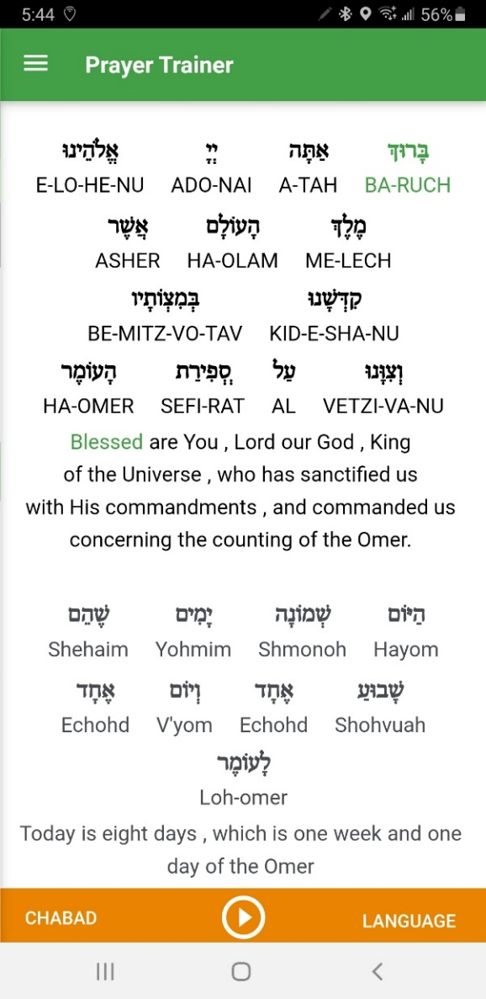 5:44 56%
Prayer Trainer
בָּרוּךְ אַתָּה יְיָ אֱלֹהֵינוּ
E-LO-HE-NU ADO-NAI A-TAH BA-RUCH
מֶלֶךְ הָעוֹלָם אֲשֶׁר
ASHER HA-OLAM ME-LECH
קִדְּשָׁנוּ בְּמִצְוֹתָיו
BE-MITZ-VO-TAV KID-E-SHA-NU
וְצִוָּנוּ עַל סְפִירַת הָעוֹמֶר
HA-OMER SEFI-RAT AL VETZI-VA-NU
Blessed are You , Lord our God , King
of the Universe , who has sanctified us
with His commandments , and commanded us
concerning the counting of the Omer.
הַיּוֹם שְׁמוֹנָה יָמִים שֶׁהֵם
Shehaim Yohmim Shmonoh Hayom
שָׁבוּעַ אֶחָד וְיוֹם אֶחָד
Echohd V'yom Echohd Shohvuah
לָעוֹמֶר
Loh-omer
Today is eight days , which is one week and one
day of the Omer
CHABAD LANGUAGE